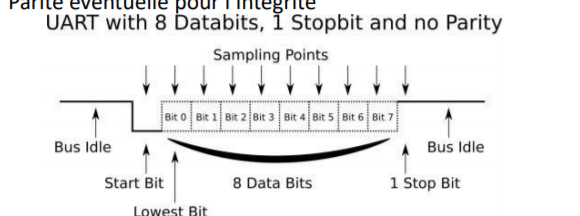 Parité éventuelle pour l'intégrité
UART with 8 Databits, 1 Stopbit and no Parity
Sampling Points
Bit 0 Bit 1 Bit 2 Bit 3 Bit 4 Bit 5 Bit 6 Bit 7
Bus Idle Bus Idle
Start Bit 8 Data Bits 1 Stop Bit
Lowest Bit